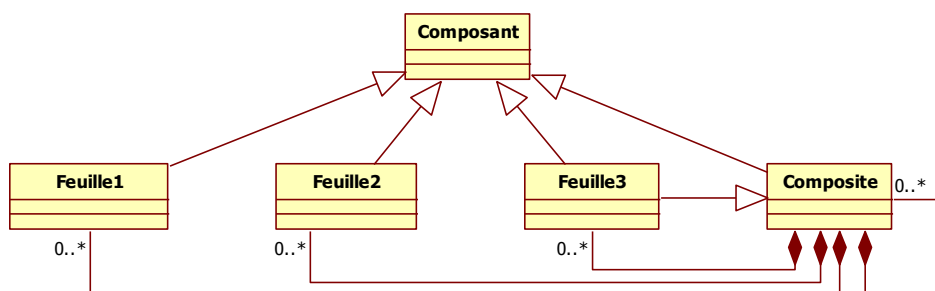 Composant
Feuille1
Feuille2
Feuille3
Composite
0..*
0..*
0..*
0..*